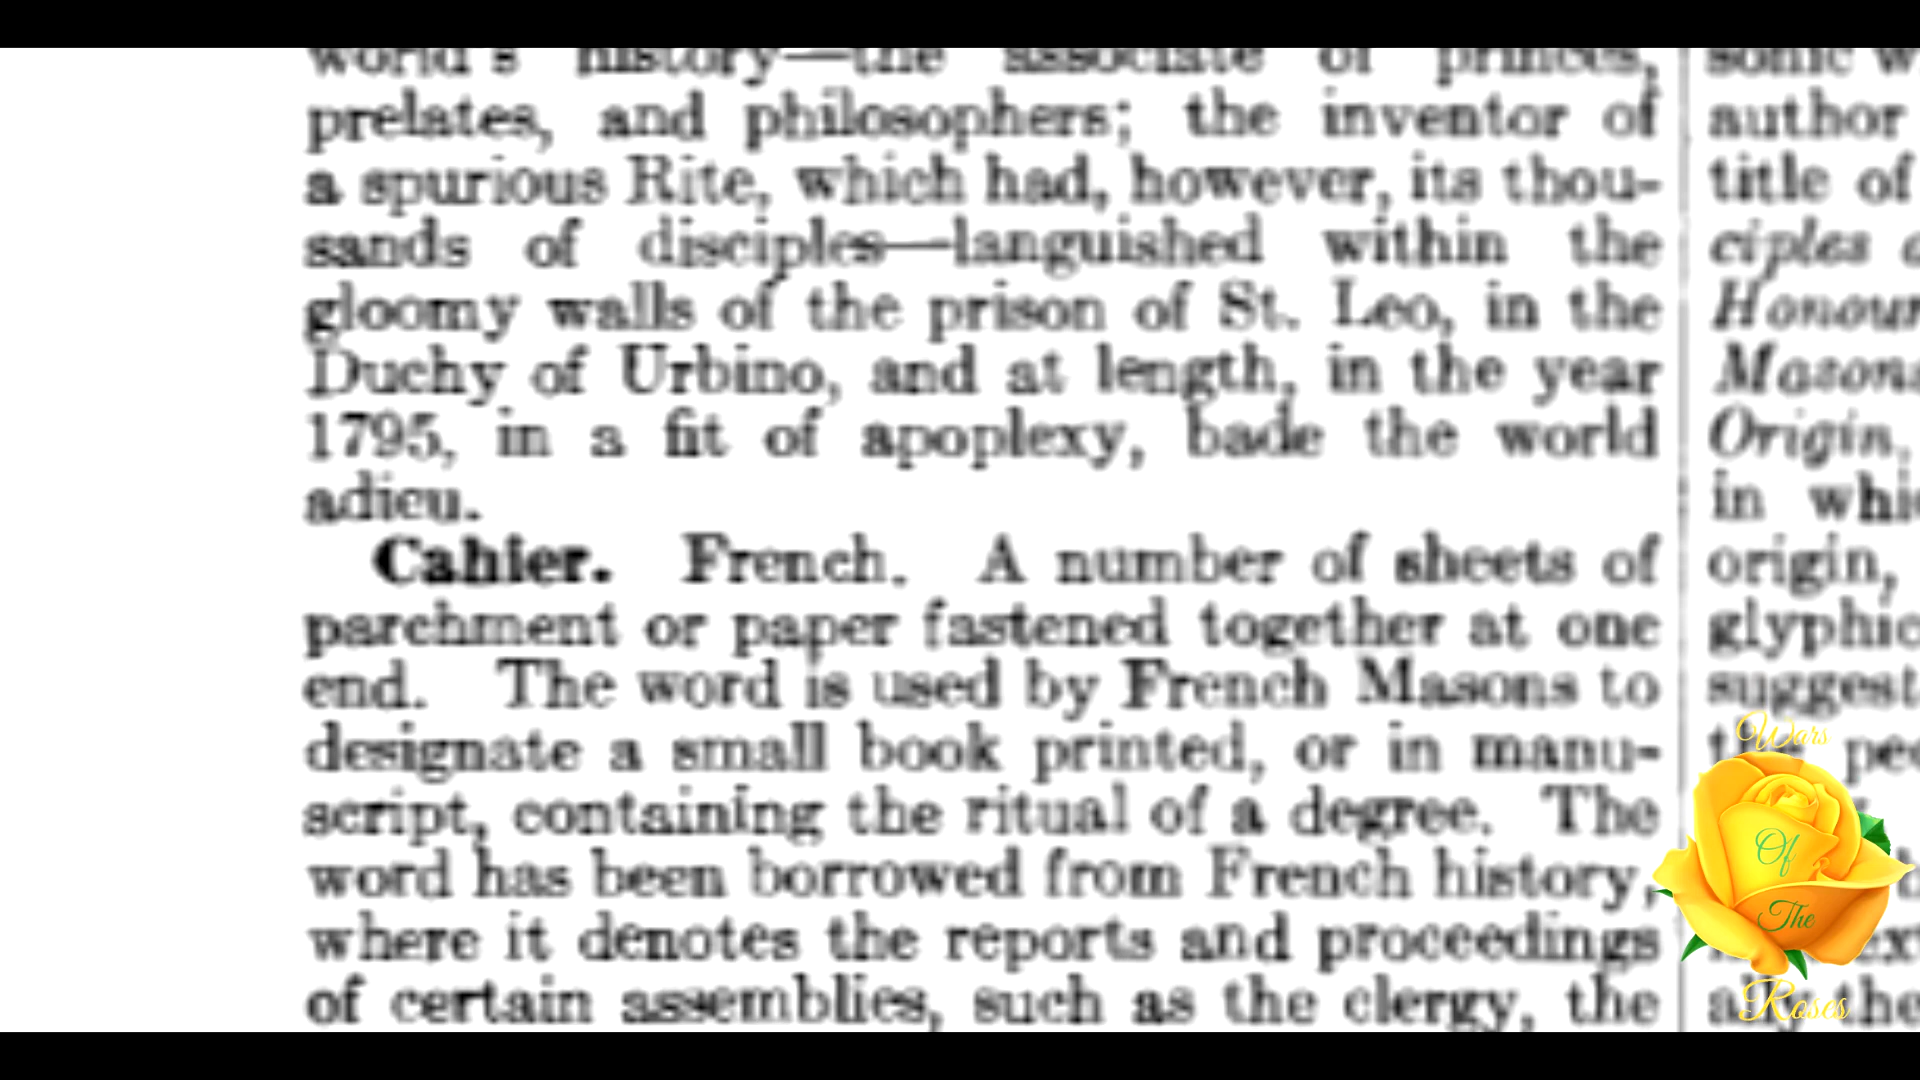 world's history—the associate of princes,
prelates, and philosophers; the inventor of
a spurious Rite, which had, however, its thou-
sands of disciples—languished within the
gloomy walls of the prison of St. Leo, in the
Duchy of Urbino, and at length, in the year
1795, in a fit of apoplexy, bade the world
adieu.
Cahier. French. A number of sheets of
parchment or paper fastened together at one
end. The word is used by French Masons to
designate a small book printed, or in manu-
script, containing the ritual of a degree. The
word has been borrowed from French history,
where it denotes the reports and proceedings
of certain assemblies, such as the clergy, the
sonic w
author
title of
ciples
Honour
Masons
Origin,
in whi
origin,
glyphic
suggest
pe
the
Wars
Of
The
Roses